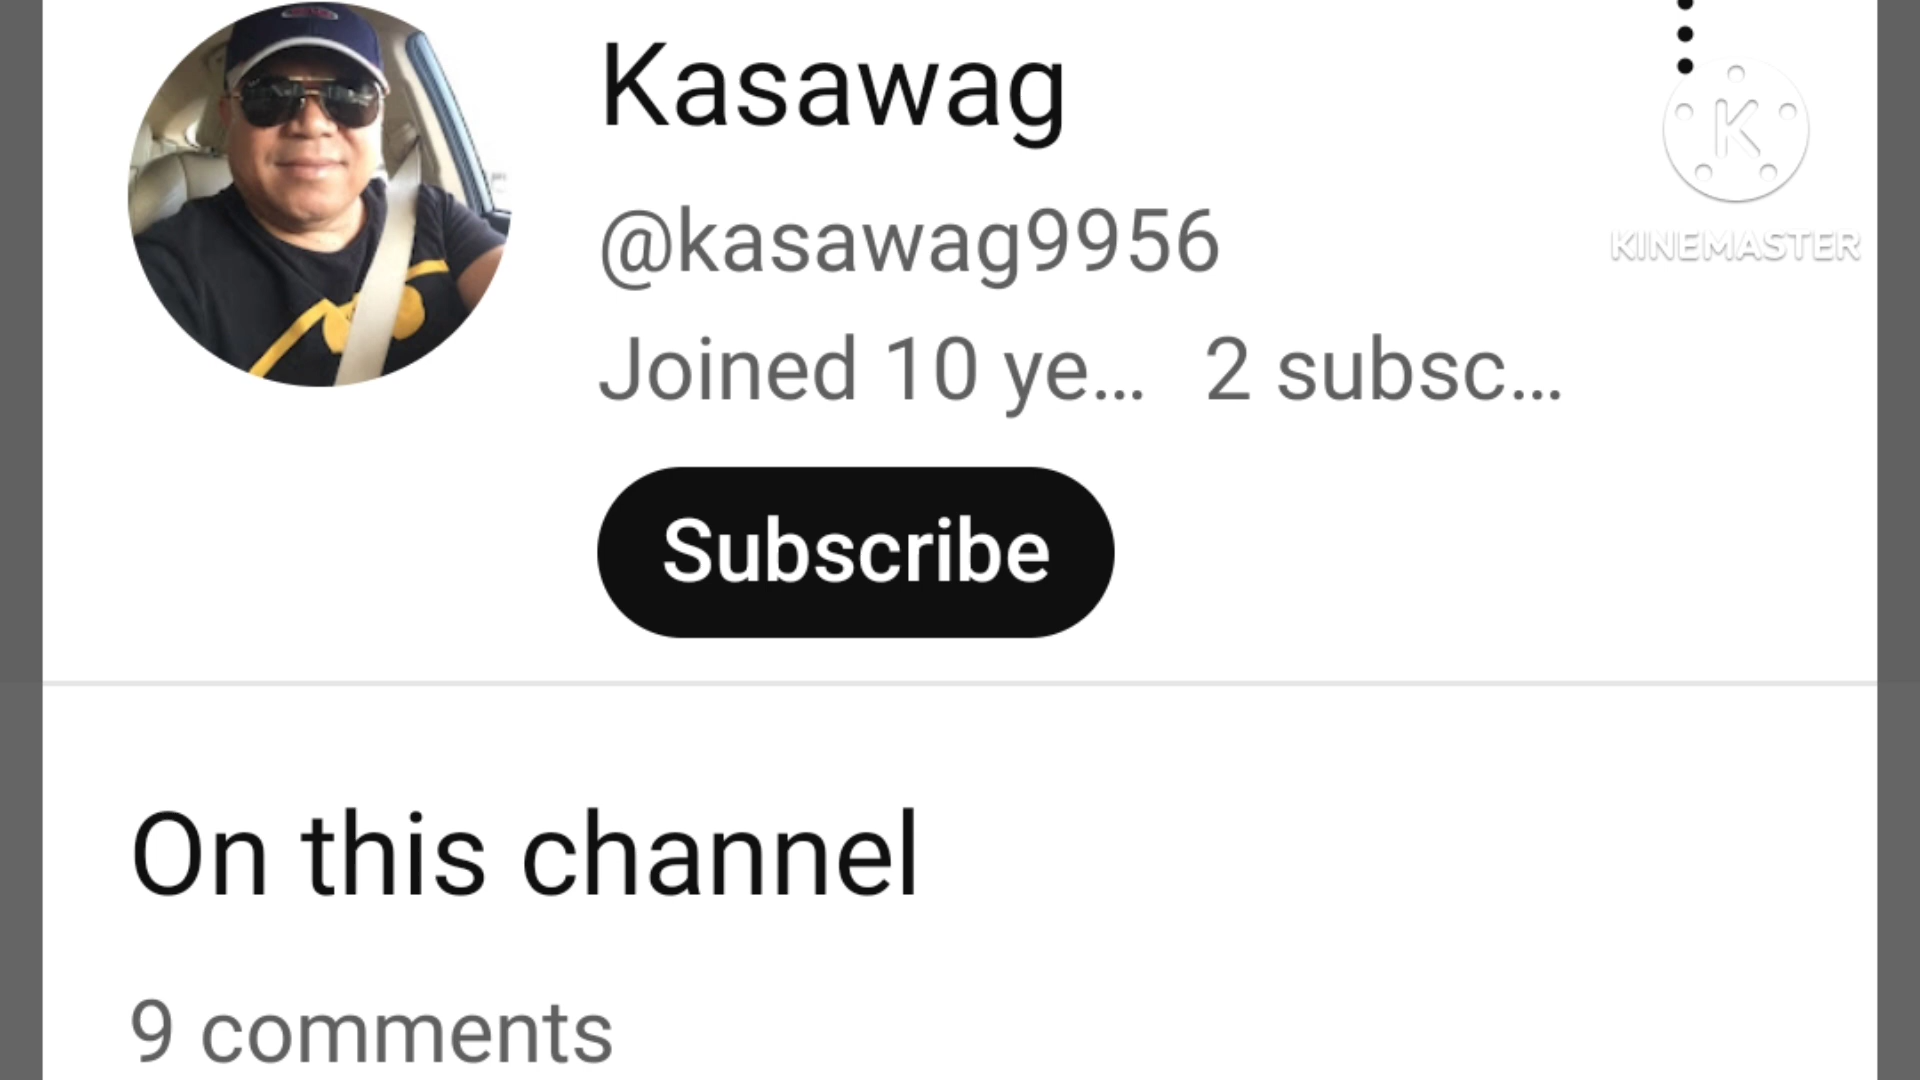 Kasawag
@kasawag9956
Joined 10 ye... 2 subsc...
Subscribe
K
KINEMASTER
On this channel
9 comments